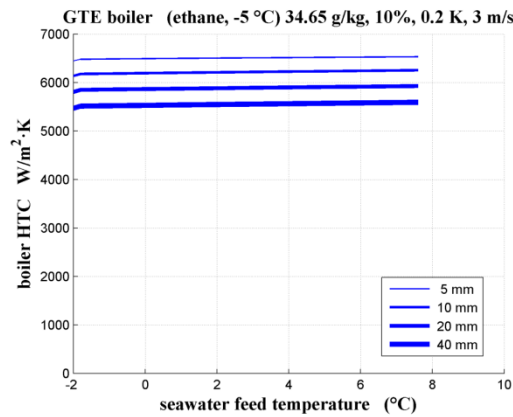 GTE boiler (ethane, -5 °C) 34.65 g/kg, 10%, 0.2 K, 3 m/s
7000
6000
5000
4000
3000
2000
1000
0
boiler HTC W/m²·K
5 mm
10 mm
20 mm
40 mm
-2 0 2 4 6 8 10
seawater feed temperature (°C)